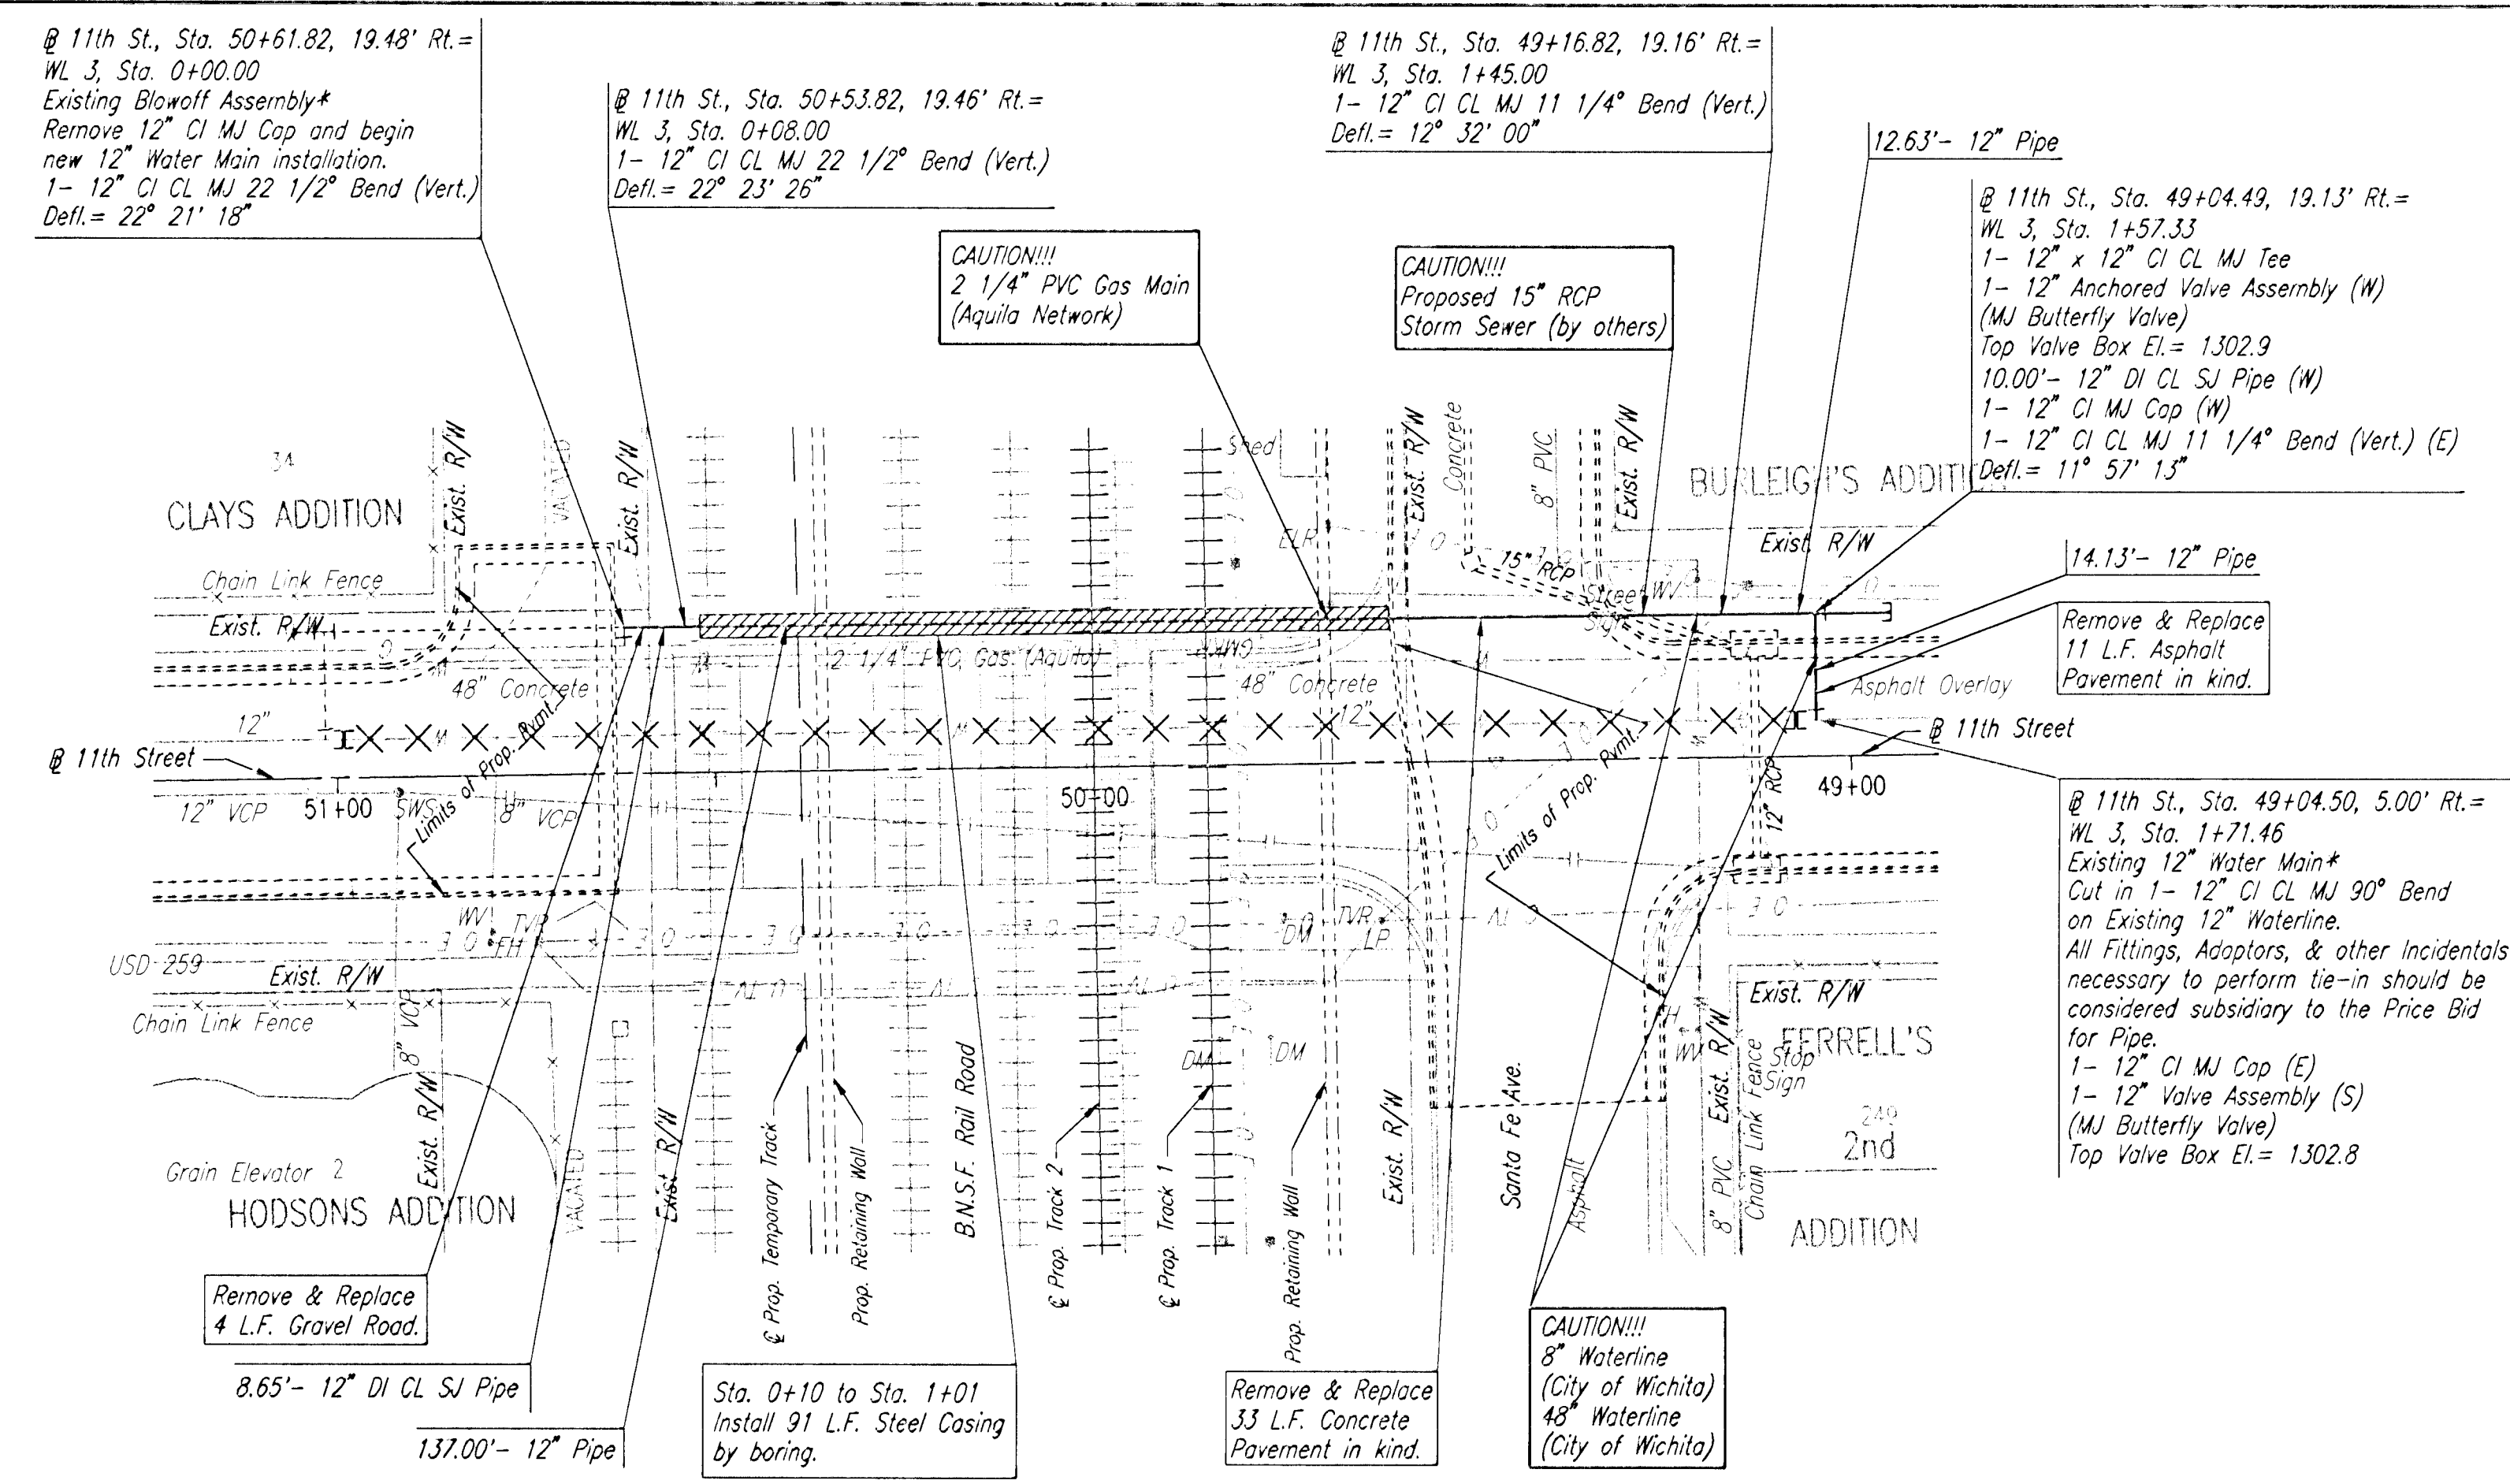 ℄ 11th St., Sta. 50+61.82, 19.48' Rt.=
WL 3, Sta. 0+00.00
Existing Blowoff Assembly*
Remove 12" CI MJ Cap and begin
new 12" Water Main installation.
1- 12" CI CL MJ 22 1/2° Bend (Vert.)
Defl.= 22° 21' 18"
℄ 11th St., Sta. 50+53.82, 19.46' Rt.=
WL 3, Sta. 0+08.00
1- 12" CI CL MJ 22 1/2° Bend (Vert.)
Defl.= 22° 23' 26"
℄ 11th St., Sta. 49+16.82, 19.16' Rt.=
WL 3, Sta. 1+45.00
1- 12" CI CL MJ 11 1/4° Bend (Vert.)
Defl.= 12° 32' 00"
12.63'- 12" Pipe
℄ 11th St., Sta. 49+04.49, 19.13' Rt.=
WL 3, Sta. 1+57.33
1- 12" x 12" CI CL MJ Tee
1- 12" Anchored Valve Assembly (W)
(MJ Butterfly Valve)
Top Valve Box El.= 1302.9
10.00'- 12" DI CL SJ Pipe (W)
1- 12" CI MJ Cap (W)
1- 12" CI CL MJ 11 1/4° Bend (Vert.) (E)
Defl.= 11° 57' 13"
CAUTION!!!
2 1/4" PVC Gas Main
(Aquila Network)
CAUTION!!!
Proposed 15" RCP
Storm Sewer (by others)
34
CLAYS ADDITION
Exist. R/W
VACATED
Exist. R/W
Shed
Exist. R/W
Concrete
8" PVC
Exist. R/W
BURLEIGH'S ADDITION
Exist. R/W
ELR
15" RCP
Street
Sign
WV
14.13'- 12" Pipe
Remove & Replace
11 L.F. Asphalt
Pavement in kind.
Chain Link Fence
Exist. R/W
2 1/4" PVC Gas (Aquila)
48" Concrete
48" Concrete
Asphalt Overlay
12"
12"
℄ 11th Street
℄ 11th Street
Limits of Prop. Pvmt.
Limits of Prop. Pvmt.
12" VCP
51+00
SWS
8" VCP
50+00
49+00
12" RCP
℄ 11th St., Sta. 49+04.50, 5.00' Rt.=
WL 3, Sta. 1+71.46
Existing 12" Water Main*
Cut in 1- 12" CI CL MJ 90° Bend
on Existing 12" Waterline.
All Fittings, Adaptors, & other Incidentals
necessary to perform tie-in should be
considered subsidiary to the Price Bid
for Pipe.
1- 12" CI MJ Cap (E)
1- 12" Valve Assembly (S)
(MJ Butterfly Valve)
Top Valve Box El.= 1302.8
WV
TVR
FH
DM
TVR
LP
USD 259
Exist. R/W
Chain Link Fence
8" VCP
Exist. R/W
Grain Elevator 2
HODSONS ADDITION
VACATED
Exist. R/W
℄ Prop. Temporary Track
Prop. Retaining Wall
B.N.S.F. Rail Road
℄ Prop. Track 2
℄ Prop. Track 1
DM
DM
Prop. Retaining Wall
Exist. R/W
Santa Fe Ave.
Asphalt
FH
WV
Exist. R/W
8" PVC
Exist. R/W
Chain Link Fence
Stop
Sign
FERRELL'S
249
2nd
ADDITION
Remove & Replace
4 L.F. Gravel Road.
8.65'- 12" DI CL SJ Pipe
137.00'- 12" Pipe
Sta. 0+10 to Sta. 1+01
Install 91 L.F. Steel Casing
by boring.
Remove & Replace
33 L.F. Concrete
Pavement in kind.
CAUTION!!!
8" Waterline
(City of Wichita)
48" Waterline
(City of Wichita)